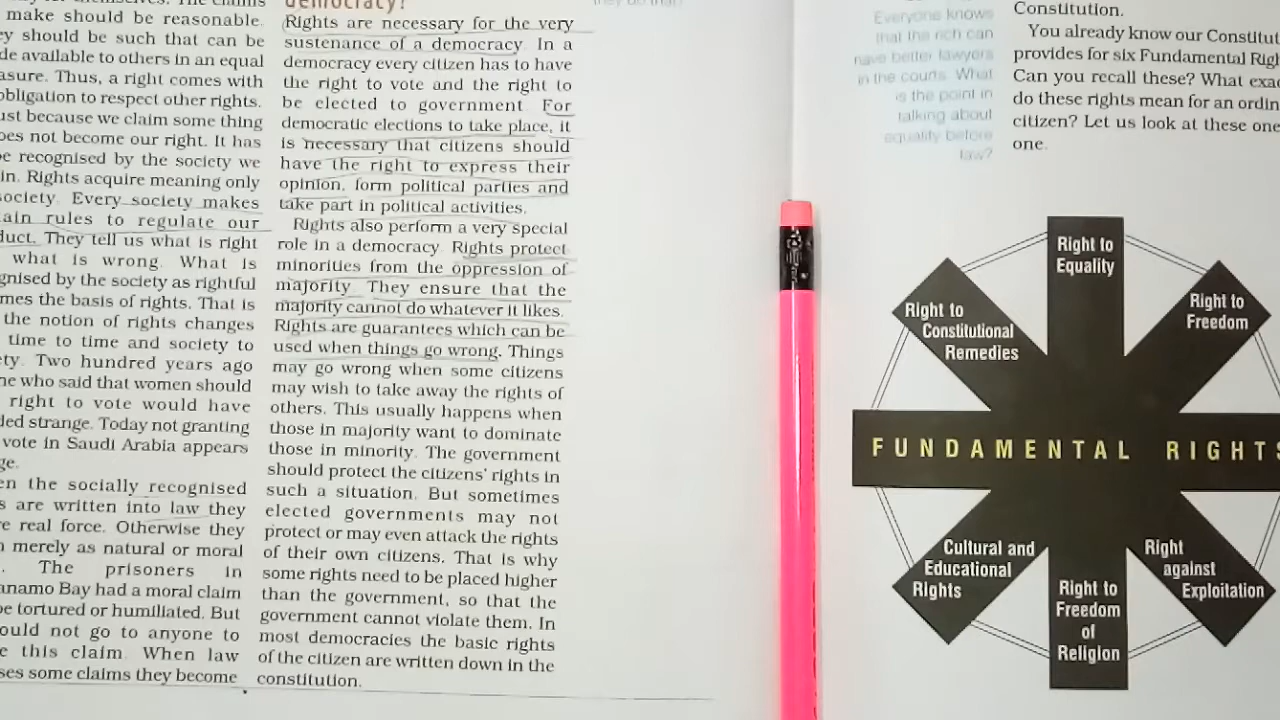 make should be reasonable.
should be such that can be
available to others in an equal
Thus, a right comes with
obligation to respect other rights.
because we claim some thing
not become our right. It has
recognised by the society we
in. Rights acquire meaning only
Every society makes
rules to regulate our
They tell us what is right
what is wrong. What is
by the society as rightful
the basis of rights. That is
the notion of rights changes
time to time and society to
Two hundred years ago
who said that women should
right to vote would have
strange. Today not granting
vote in Saudi Arabia appears
the socially recognised
are written into law they
real force. Otherwise they
merely as natural or moral
The prisoners in
Bay had a moral claim
tortured or humiliated. But
not go to anyone to
this claim. When law
some claims they become
democracy?
Rights are necessary for the very
sustenance of a democracy. In a
democracy every citizen has to have
the right to vote and the right to
be elected to government. For
democratic elections to take place, it
is necessary that citizens should
have the right to express their
opinion, form political parties and
take part in political activities.
Rights also perform a very special
role in a democracy. Rights protect
minorities from the oppression of
majority. They ensure that the
majority cannot do whatever it likes.
Rights are guarantees which can be
used when things go wrong. Things
may go wrong when some citizens
may wish to take away the rights of
others. This usually happens when
those in majority want to dominate
those in minority. The government
should protect the citizens' rights in
such a situation. But sometimes
elected governments may not
protect or may even attack the rights
of their own citizens. That is why
some rights need to be placed higher
than the government, so that the
government cannot violate them. In
most democracies the basic rights
of the citizen are written down in the
constitution.
Everyone knows
that the rich can
have better lawyers
in the courts. What
is the point in
talking about
equality before
law?
Constitution.
You already know our
provides for six Fundamental
Can you recall these? What
do these rights mean for an
citizen? Let us look at these one
one.
Right to
Equality
Right to
Freedom
Right to
Constitutional
Remedies
FUNDAMENTAL RIGHTS
Cultural and
Educational
Rights
Right to
Freedom
of
Religion
Right
against
Exploitation